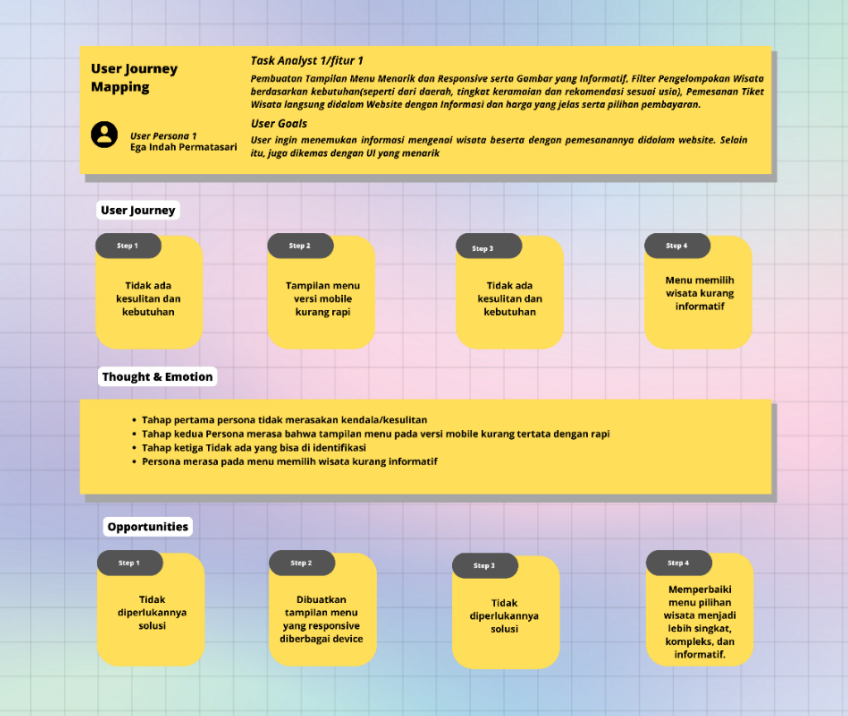 User Journey
Mapping
User Persona 1
Ega Indah Permatasari
Task Analyst 1/fitur 1
Pembuatan Tampilan Menu Menarik dan Responsive serta Gambar yang Informatif, Filter Pengelompokan Wisata
berdasarkan kebutuhan(seperti dari daerah, tingkat keramaian dan rekomendasi sesuai usia), Pemesanan Tiket
Wisata langsung didalam Website dengan Informasi dan harga yang jelas serta pilihan pembayaran.
User Goals
User ingin menemukan informasi mengenai wisata beserta dengan pemesanannya didalam website. Selain
itu, juga dikemas dengan UI yang menarik
User Journey
Step 1
Tidak ada
kesulitan dan
kebutuhan
Step 2
Tampilan menu
versi mobile
kurang rapi
Step 3
Tidak ada
kesulitan dan
kebutuhan
Step 4
Menu memilih
wisata kurang
informatif
Thought & Emotion
• Tahap pertama persona tidak merasakan kendala/kesulitan
• Tahap kedua Persona merasa bahwa tampilan menu pada versi mobile kurang tertata dengan rapi
• Tahap ketiga Tidak ada yang bisa di identifikasi
• Persona merasa pada menu memilih wisata kurang informatif
Opportunities
Step 1
Tidak
diperlukannya
solusi
Step 2
Dibuatkan
tampilan menu
yang responsive
diberbagai device
Step 3
Tidak
diperlukannya
solusi
Step 4
Memperbaiki
menu pilihan
wisata menjadi
lebih singkat,
kompleks, dan
informatif.